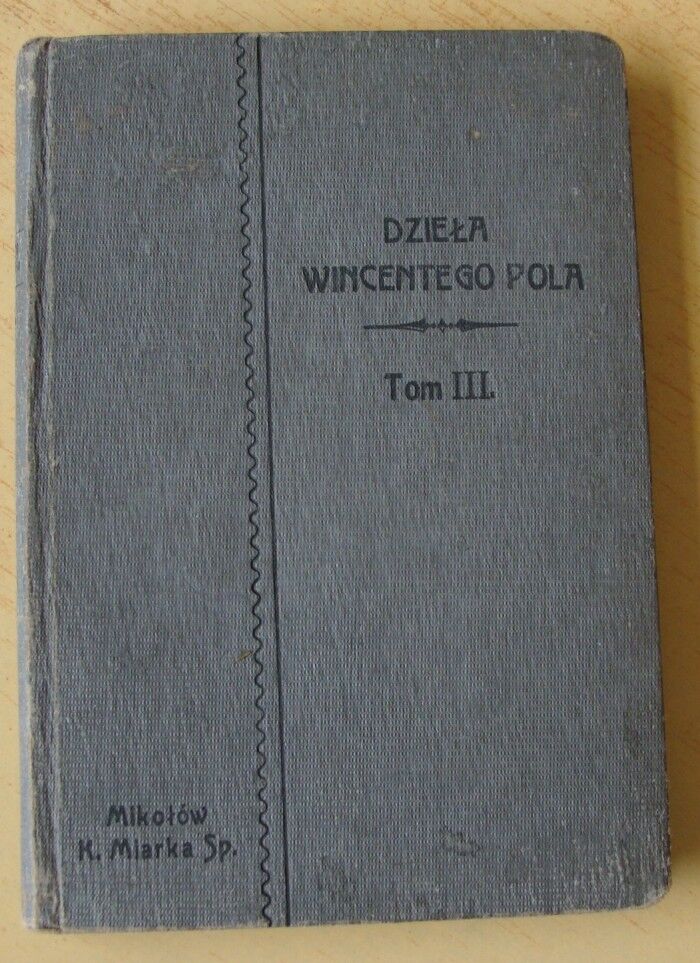 DZIEŁA
WINCENTEGO POLA
Tom III.
Mikołów
K. Miarka Sp.